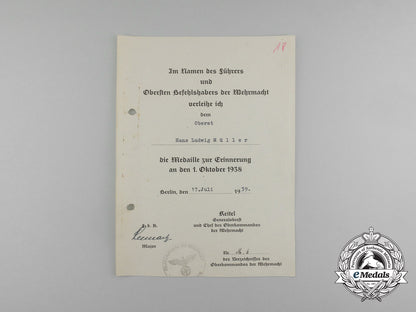 18
Im Namen des Führers
und
Obersten Befehlshabers der Wehrmacht
verleihe ich
dem
Oberst
Hans Ludwig Müller
die Medaille zur Erinnerung
an den 1. Oktober 1938
Berlin, den 17. Juli 1939.
Keitel
Generaloberst
und Chef des Oberkommandos
der Wehrmacht
Major
Nr.
des Verzeichnisses des
Oberkommandos der Wehrmacht
eMedals